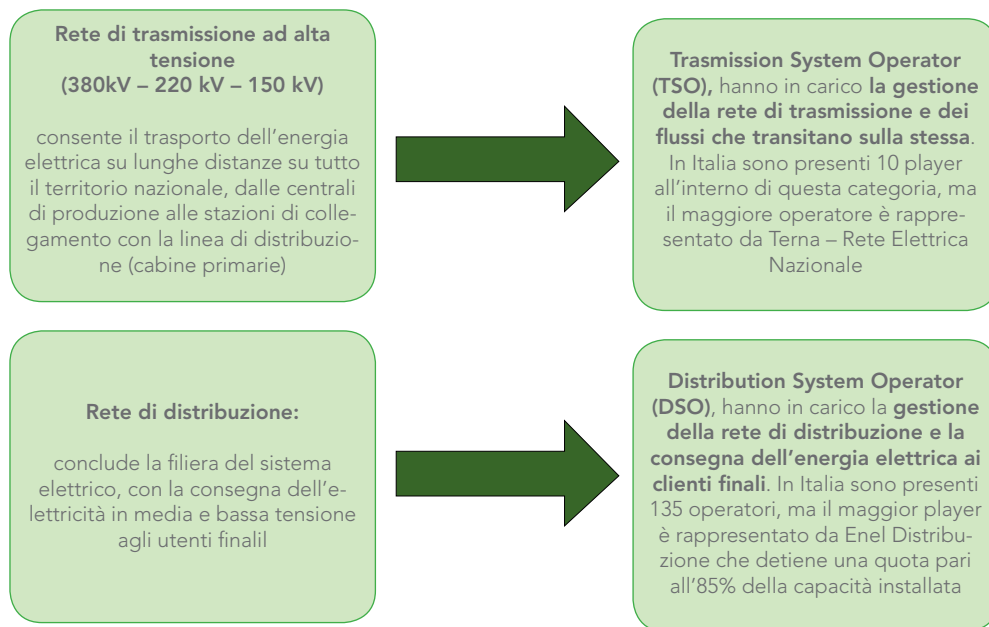 Rete di trasmissione ad alta
tensione
(380kV – 220 kV – 150 kV)
consente il trasporto dell'energia
elettrica su lunghe distanze su tutto
il territorio nazionale, dalle centrali
di produzione alle stazioni di colle-
gamento con la linea di distribuzio-
ne (cabine primarie)
Trasmission System Operator
(TSO), hanno in carico la gestione
della rete di trasmissione e dei
flussi che transitano sulla stessa.
In Italia sono presenti 10 player
all'interno di questa categoria, ma
il maggiore operatore è rappre-
sentato da Terna – Rete Elettrica
Nazionale
Rete di distribuzione:
conclude la filiera del sistema
elettrico, con la consegna dell'e-
lettricità in media e bassa tensione
agli utenti finalil
Distribution System Operator
(DSO), hanno in carico la gestione
della rete di distribuzione e la
consegna dell'energia elettrica ai
clienti finali. In Italia sono presenti
135 operatori, ma il maggior player
è rappresentato da Enel Distribu-
zione che detiene una quota pari
all'85% della capacità installata